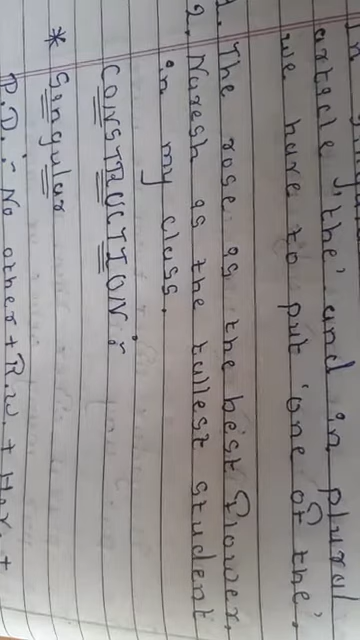 article 'the' and in plural
we have to put 'one of the'.
1. The rose is the best flower.
2. Naresh is the tallest student
in my class.
CONSTRUCTION :
* Singular
P.D. : No other + R.W. +